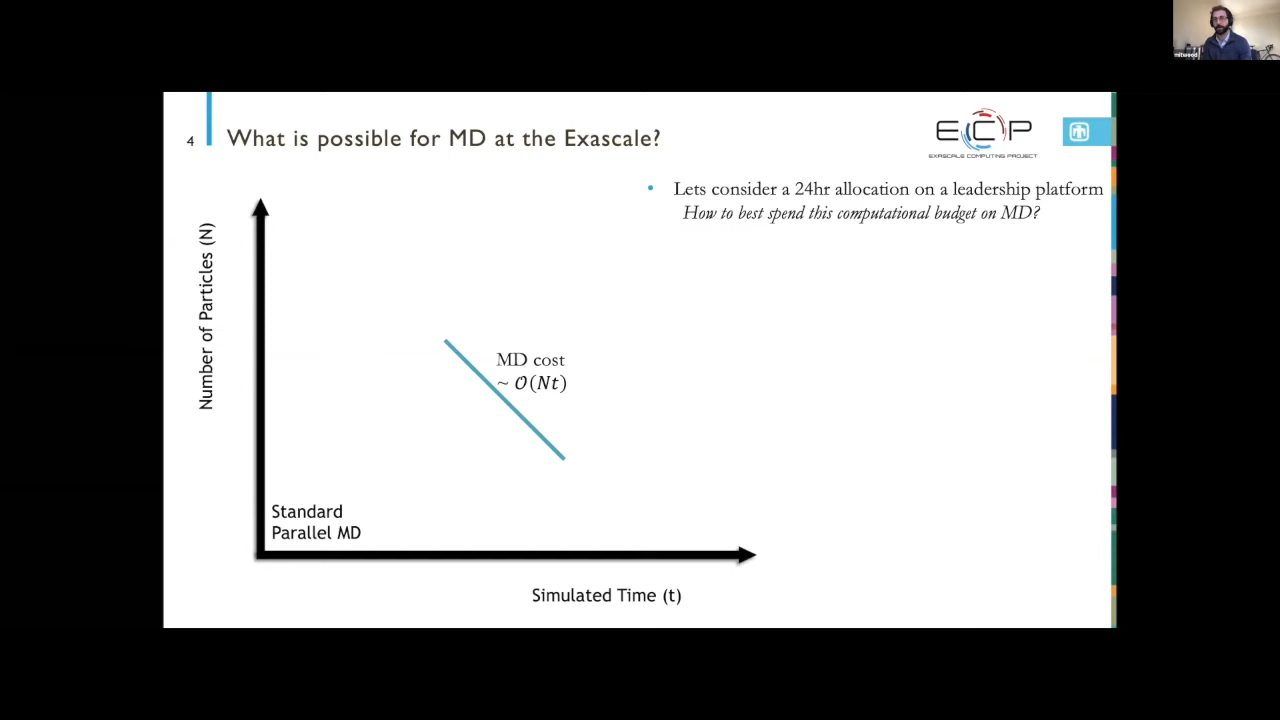 mitwood
4
What is possible for MD at the Exascale?
ECP
EXASCALE COMPUTING PROJECT
• Lets consider a 24hr allocation on a leadership platform
How to best spend this computational budget on MD?
Number of Particles (N)
MD cost
~ 𝒪(Nt)
Standard
Parallel MD
Simulated Time (t)